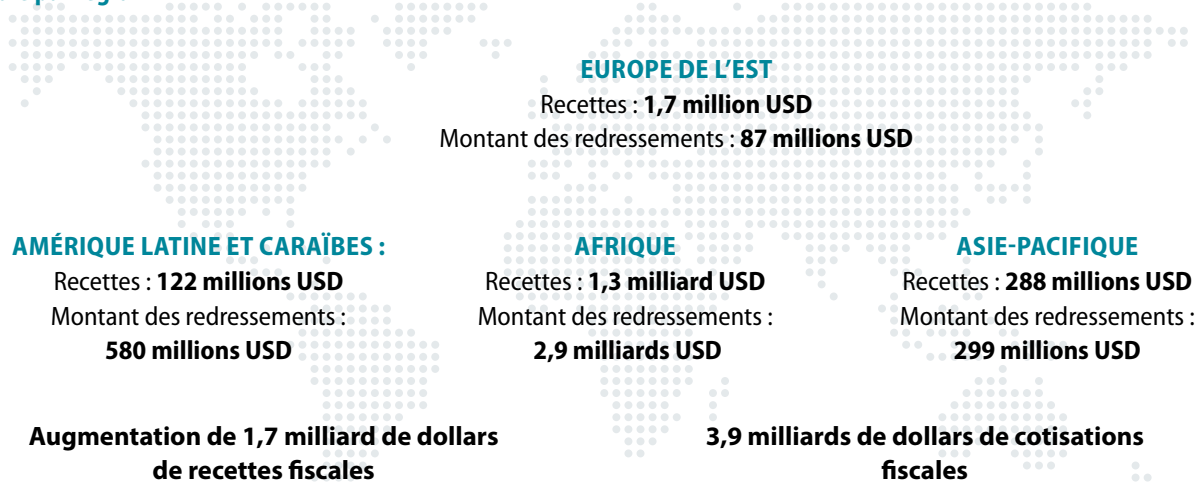 EUROPE DE L'EST
Recettes : 1,7 million USD
Montant des redressements : 87 millions USD
AMÉRIQUE LATINE ET CARAÏBES :
Recettes : 122 millions USD
Montant des redressements :
580 millions USD
AFRIQUE
Recettes : 1,3 milliard USD
Montant des redressements :
2,9 milliards USD
ASIE-PACIFIQUE
Recettes : 288 millions USD
Montant des redressements :
299 millions USD
Augmentation de 1,7 milliard de dollars
de recettes fiscales
3,9 milliards de dollars de cotisations
fiscales